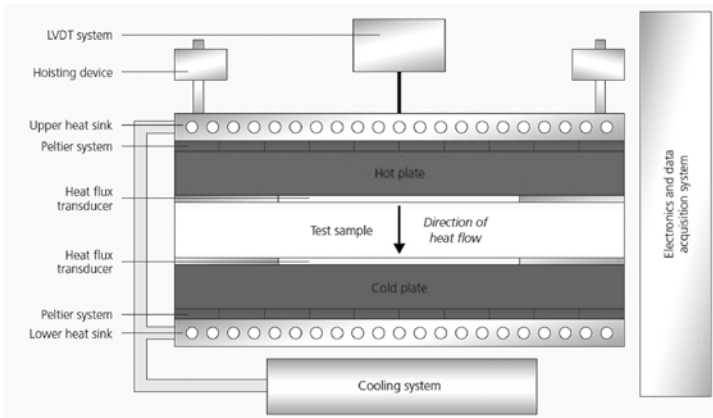 LVDT system
Hoisting device
Upper heat sink
Peltier system
Hot plate
Heat flux
transducer
Test sample
Direction of
heat flow
Heat flux
transducer
Cold plate
Peltier system
Lower heat sink
Cooling system
Electronics and data
acquisition system